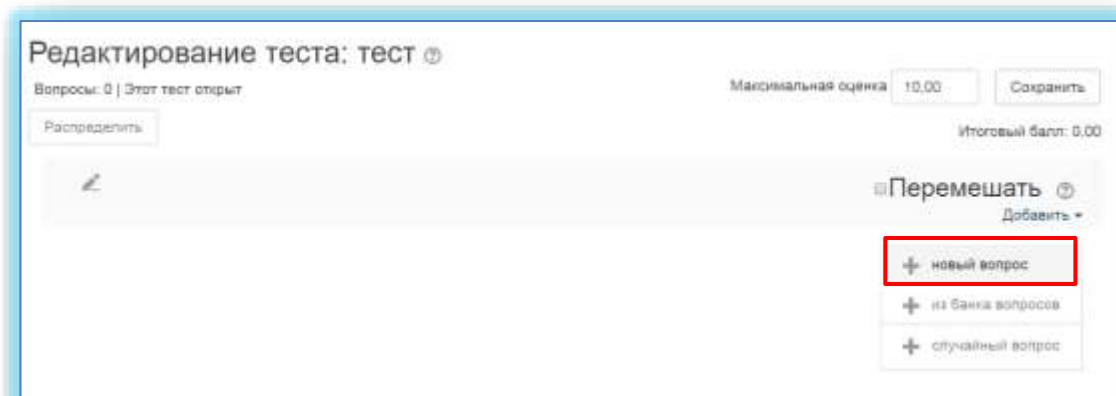 Редактирование теста: тест
Вопросы: 0 | Этот тест открыт
Максимальная оценка 10,00 Сохранить
Распределить
Итоговый балл: 0,00
Перемешать
Добавить
новый вопрос
из банка вопросов
случайный вопрос